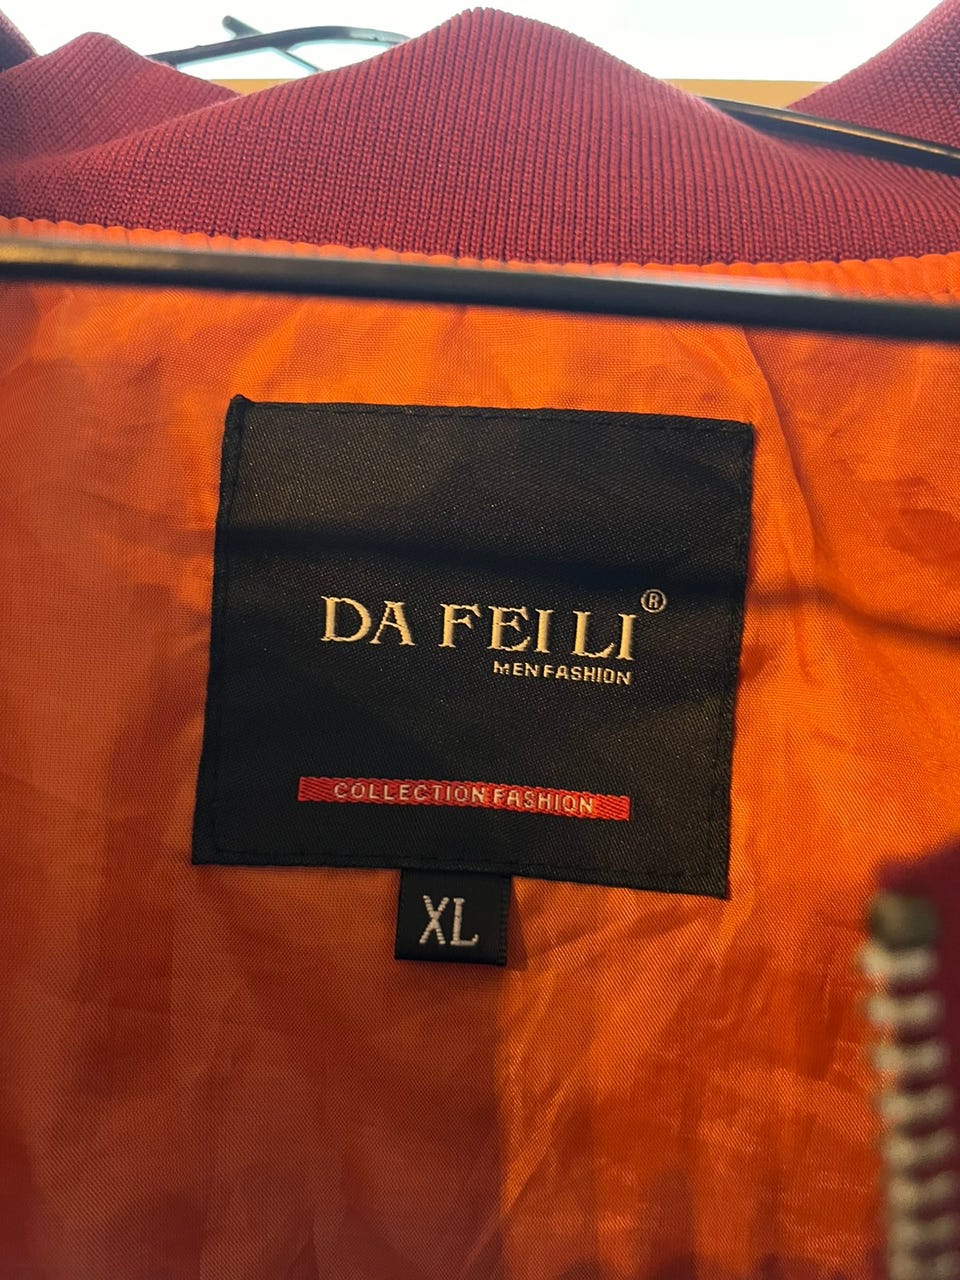 DA FEI LI®
MEN FASHION
COLLECTION FASHION
XL